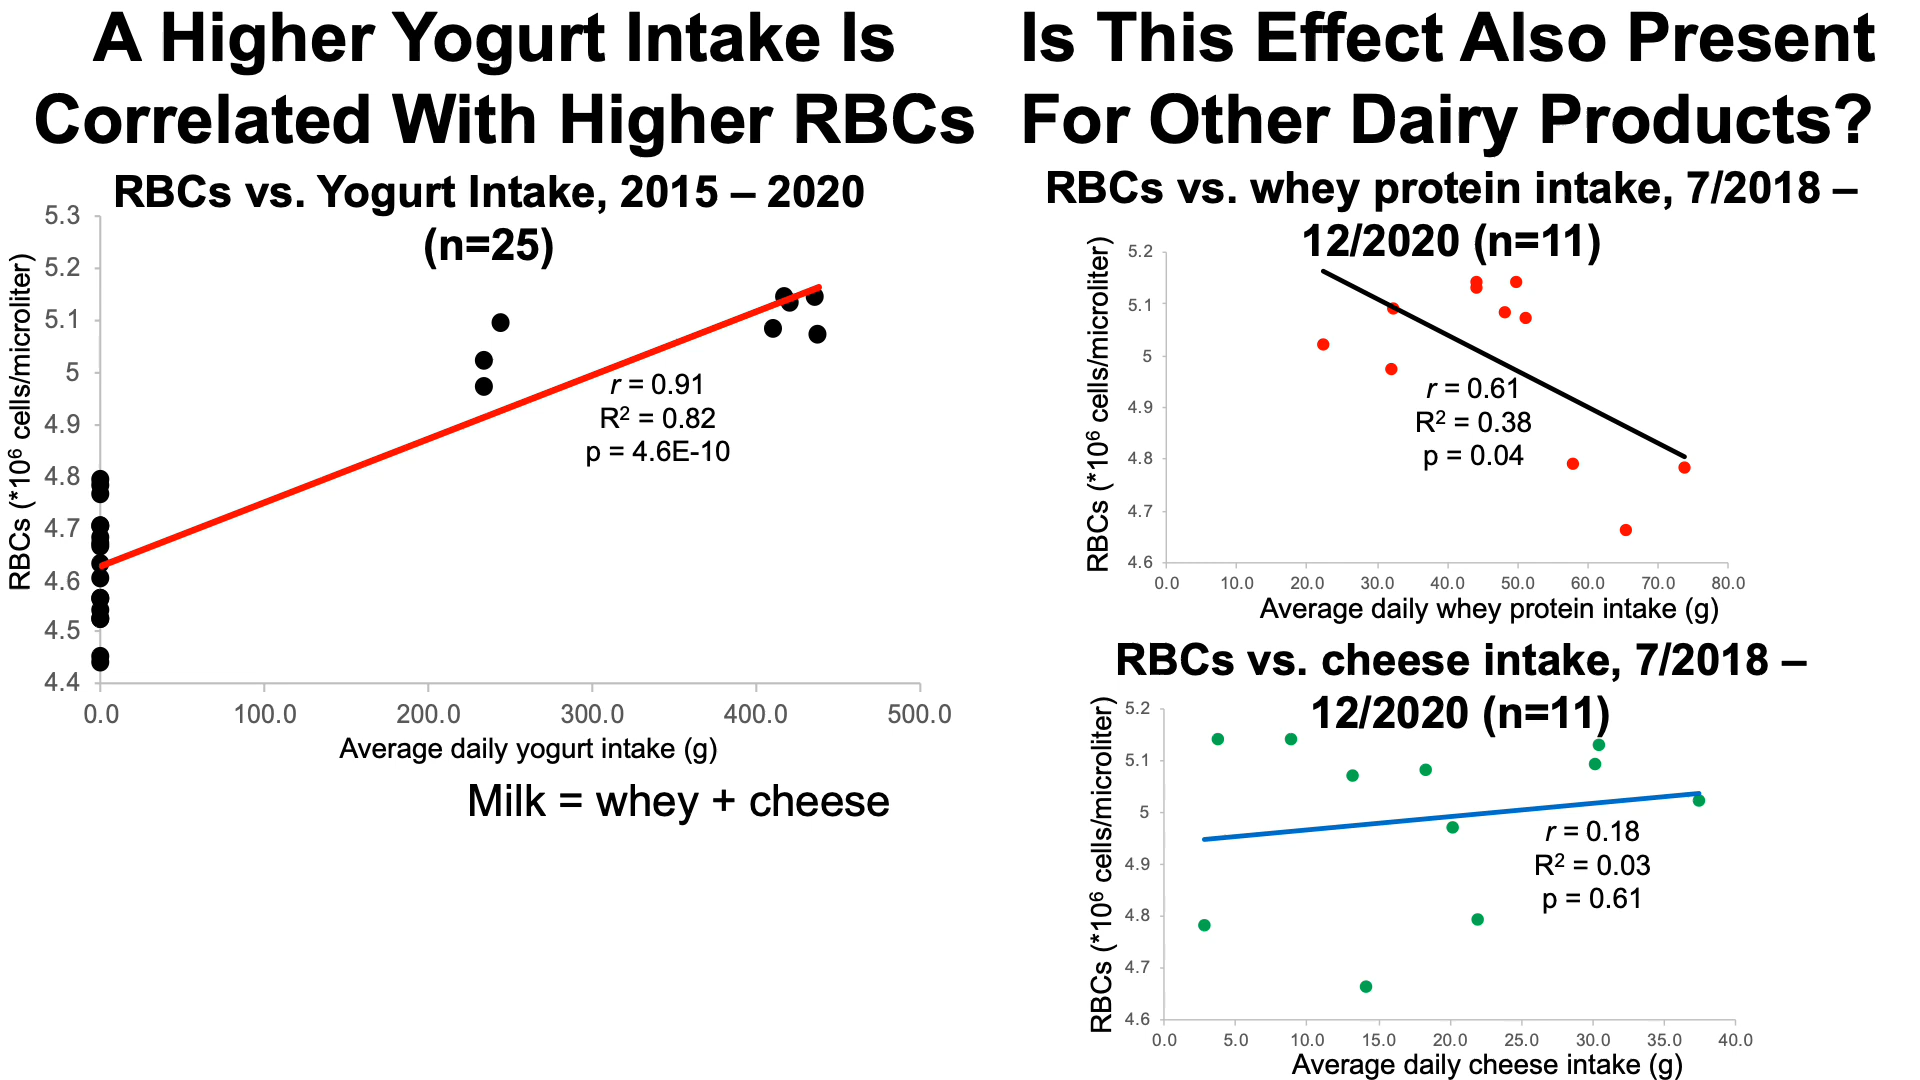 A Higher Yogurt Intake Is
Correlated With Higher RBCs
RBCs vs. Yogurt Intake, 2015 – 2020
(n=25)
RBCs (*10⁶ cells/microliter)
5.3
5.2
5.1
5
4.9
4.8
4.7
4.6
4.5
4.4
r = 0.91
R² = 0.82
p = 4.6E-10
0.0 100.0 200.0 300.0 400.0 500.0
Average daily yogurt intake (g)
Milk = whey + cheese
Is This Effect Also Present
For Other Dairy Products?
RBCs vs. whey protein intake, 7/2018 –
12/2020 (n=11)
RBCs (*10⁶ cells/microliter)
5.2
5.1
5
4.9
4.8
4.7
4.6
r = 0.61
R² = 0.38
p = 0.04
0.0 10.0 20.0 30.0 40.0 50.0 60.0 70.0 80.0
Average daily whey protein intake (g)
RBCs vs. cheese intake, 7/2018 –
12/2020 (n=11)
RBCs (*10⁶ cells/microliter)
5.2
5.1
5
4.9
4.8
4.7
4.6
r = 0.18
R² = 0.03
p = 0.61
0.0 5.0 10.0 15.0 20.0 25.0 30.0 35.0 40.0
Average daily cheese intake (g)